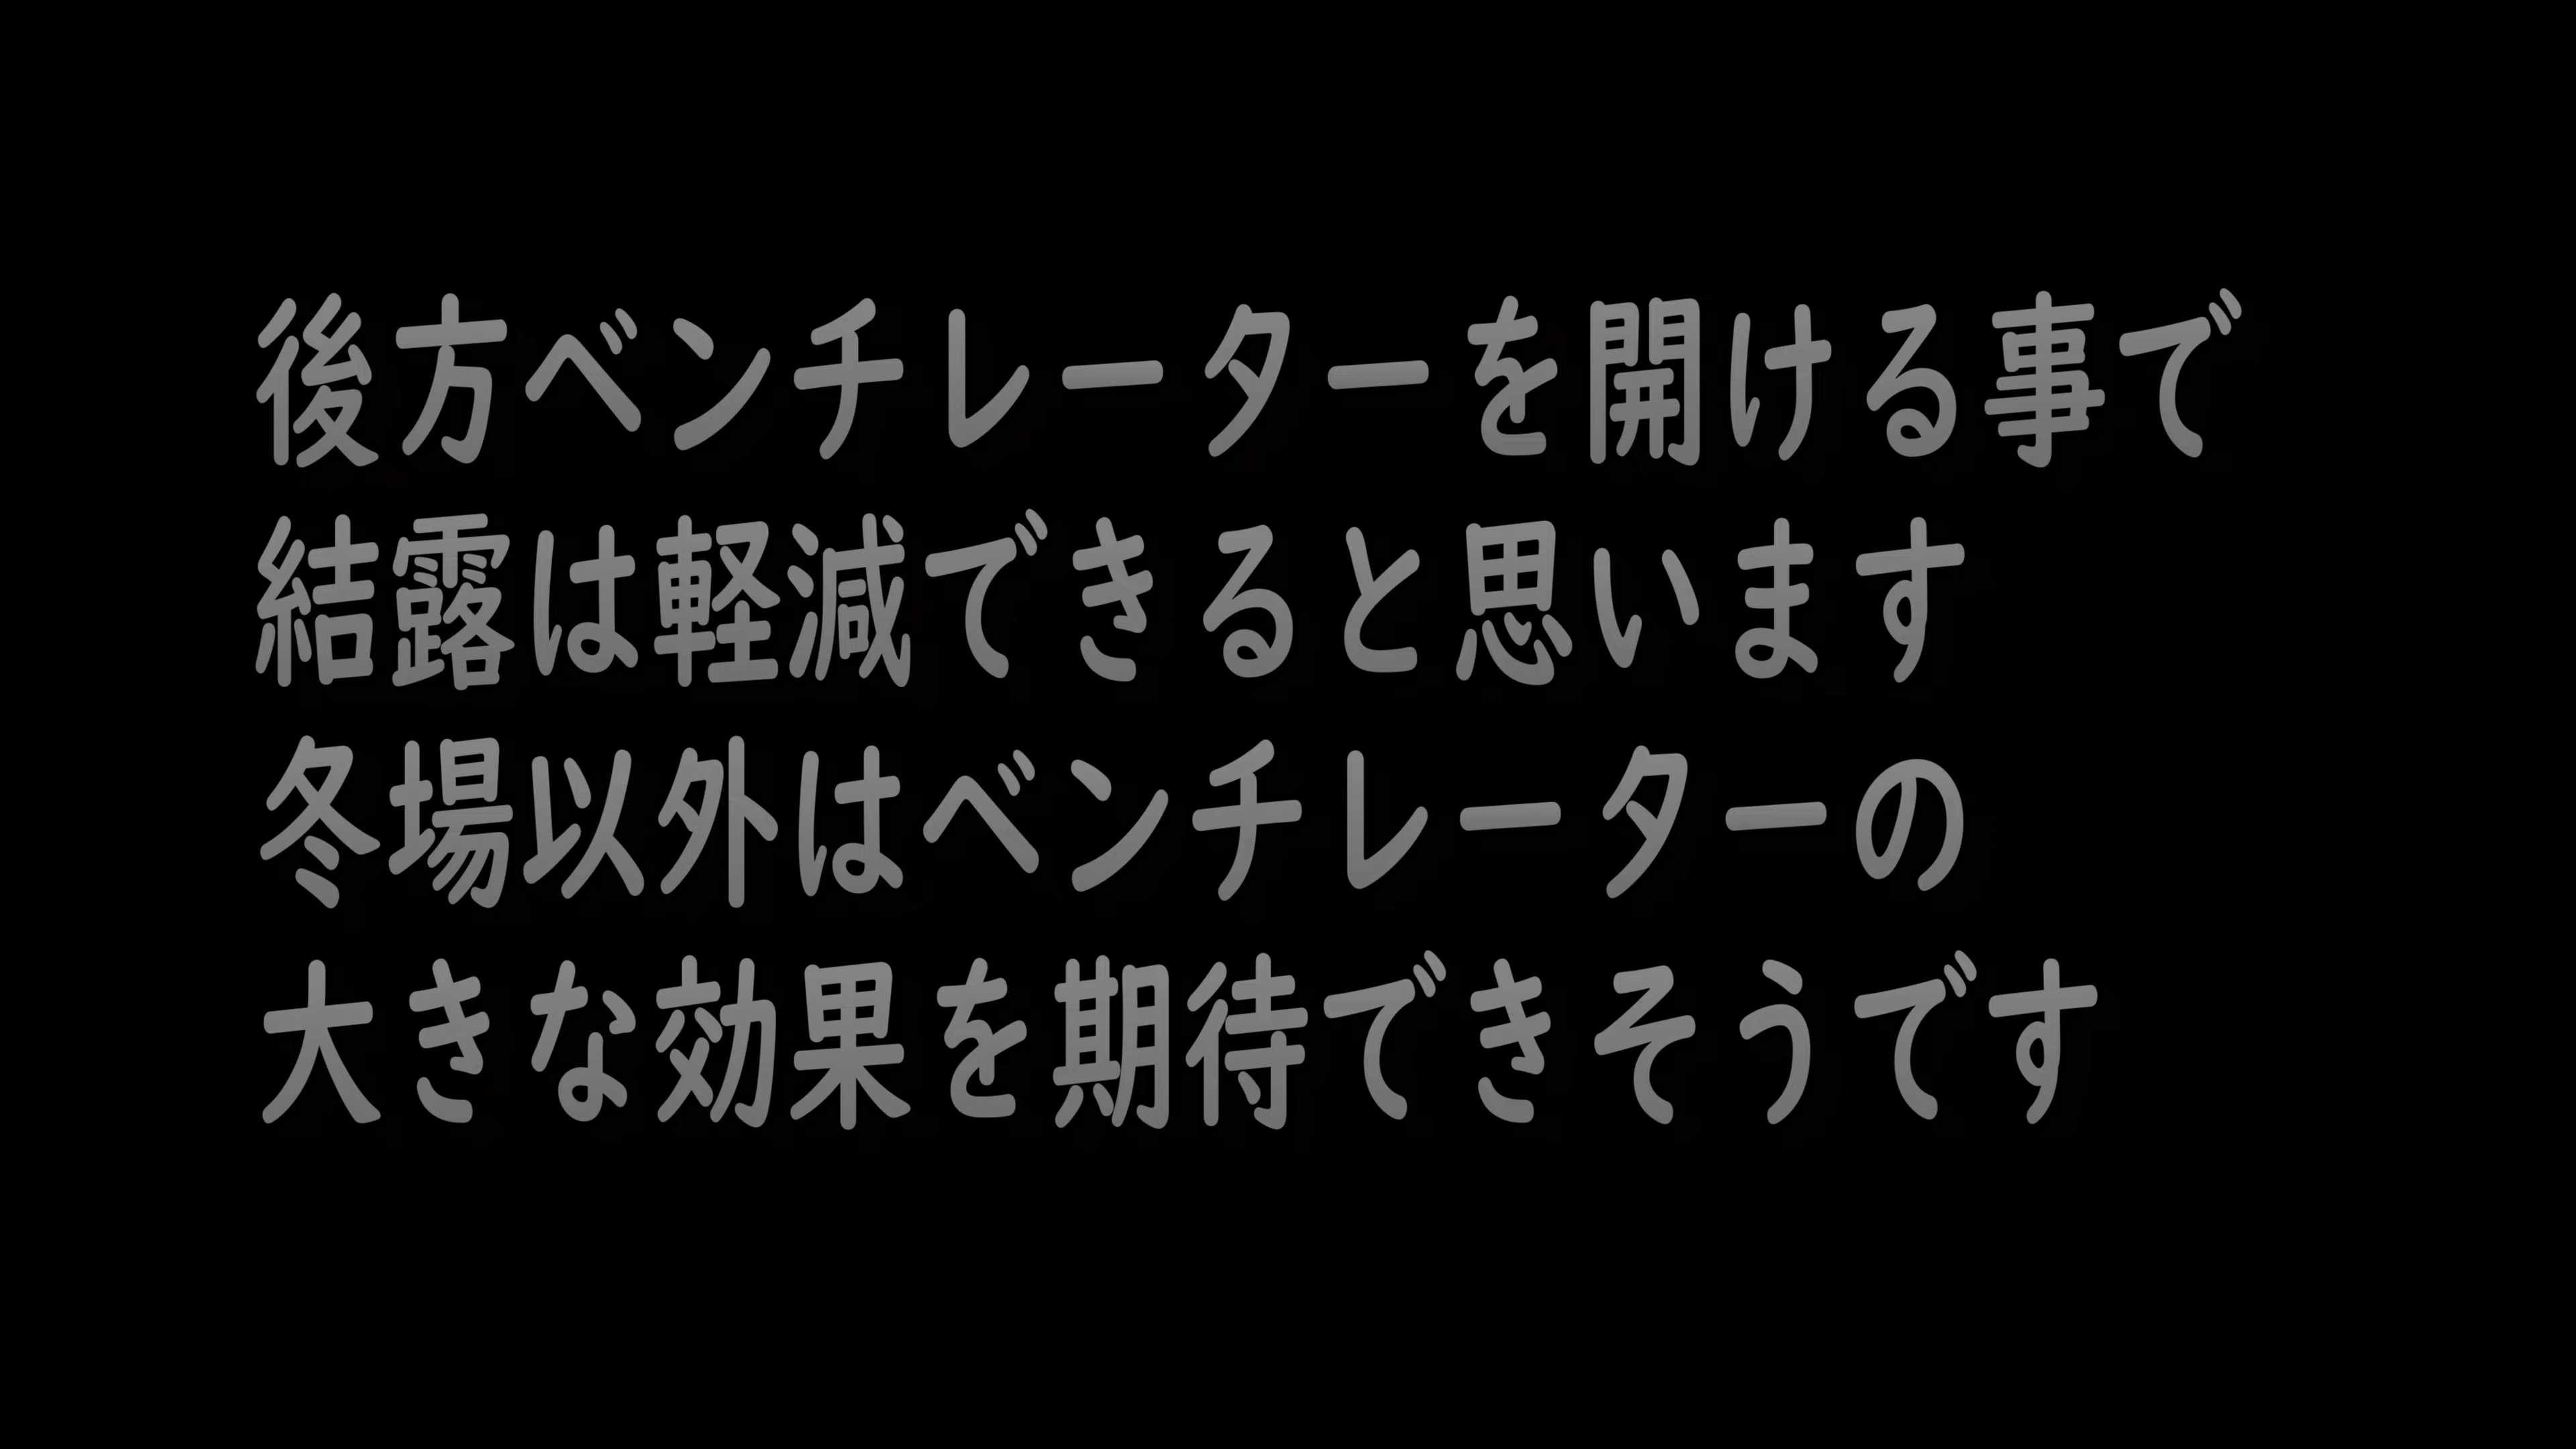 後方ベンチレーターを開ける事で
結露は軽減できると思います
冬場以外はベンチレーターの
大きな効果を期待できそうです